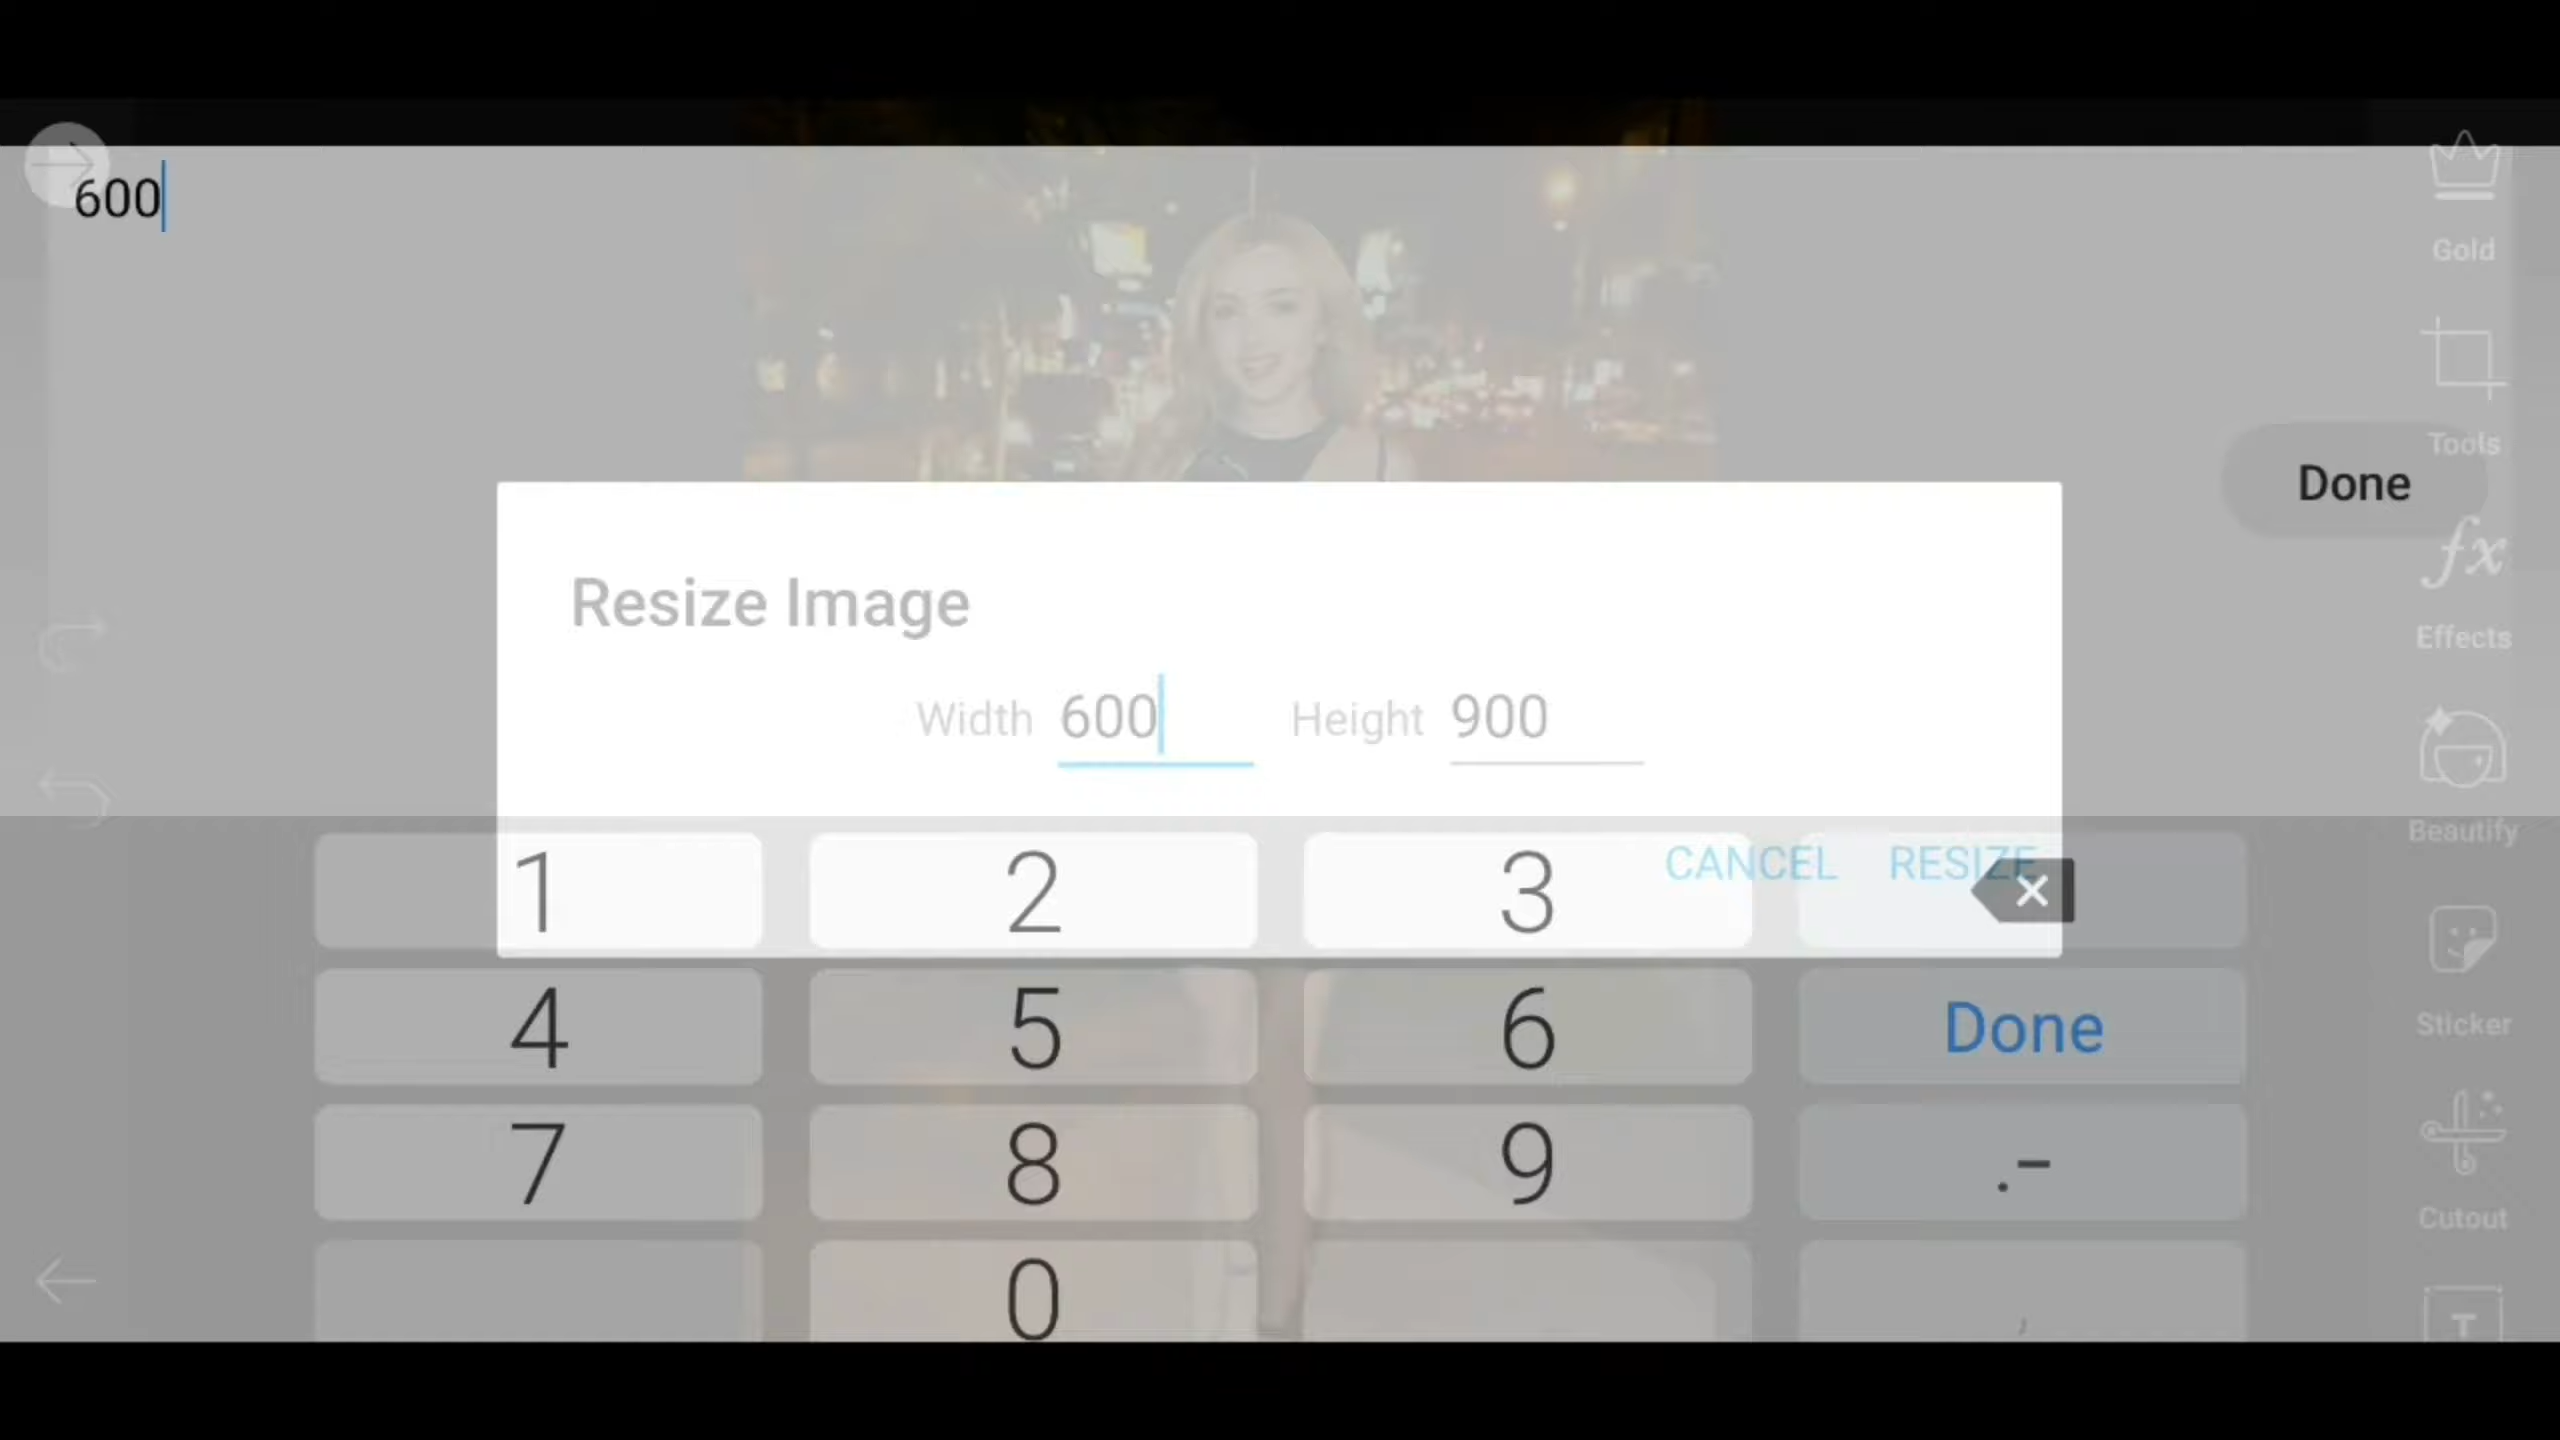 600
Gold
Tools
Done
Effects
Resize Image
Width 600 Height 900
Beautify
CANCEL RESIZE
1 2 3
4 5 6 Done
Sticker
7 8 9 .-
Cutout
0 ,
T